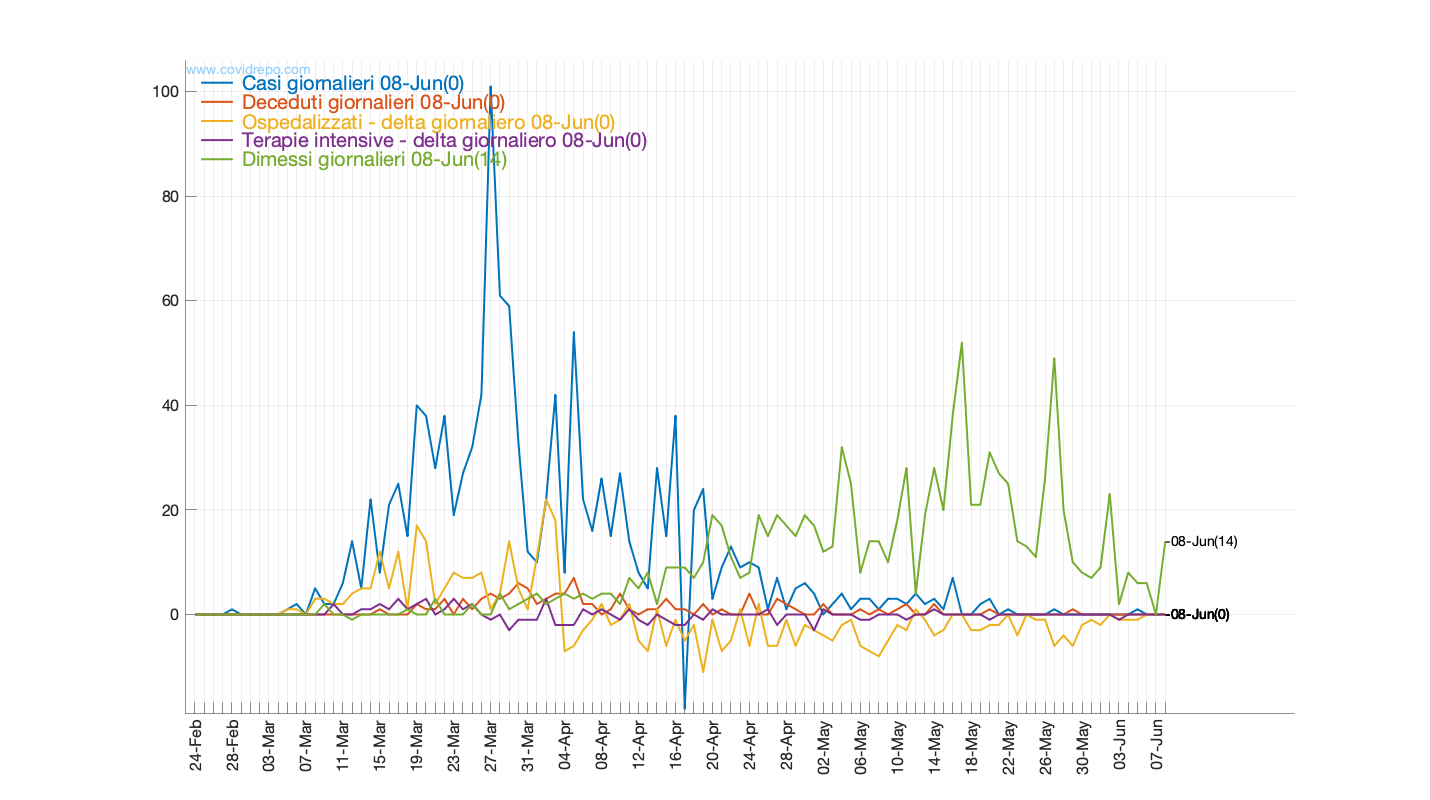 www.covidrepo.com
Casi giornalieri 08-Jun(0)
Deceduti giornalieri 08-Jun(0)
Ospedalizzati - delta giornaliero 08-Jun(0)
Terapie intensive - delta giornaliero 08-Jun(0)
Dimessi giornalieri 08-Jun(14)
100
80
60
40
20
0
08-Jun(14)
08-Jun(0)
24-Feb
28-Feb
03-Mar
07-Mar
11-Mar
15-Mar
19-Mar
23-Mar
27-Mar
31-Mar
04-Apr
08-Apr
12-Apr
16-Apr
20-Apr
24-Apr
28-Apr
02-May
06-May
10-May
14-May
18-May
22-May
26-May
30-May
03-Jun
07-Jun